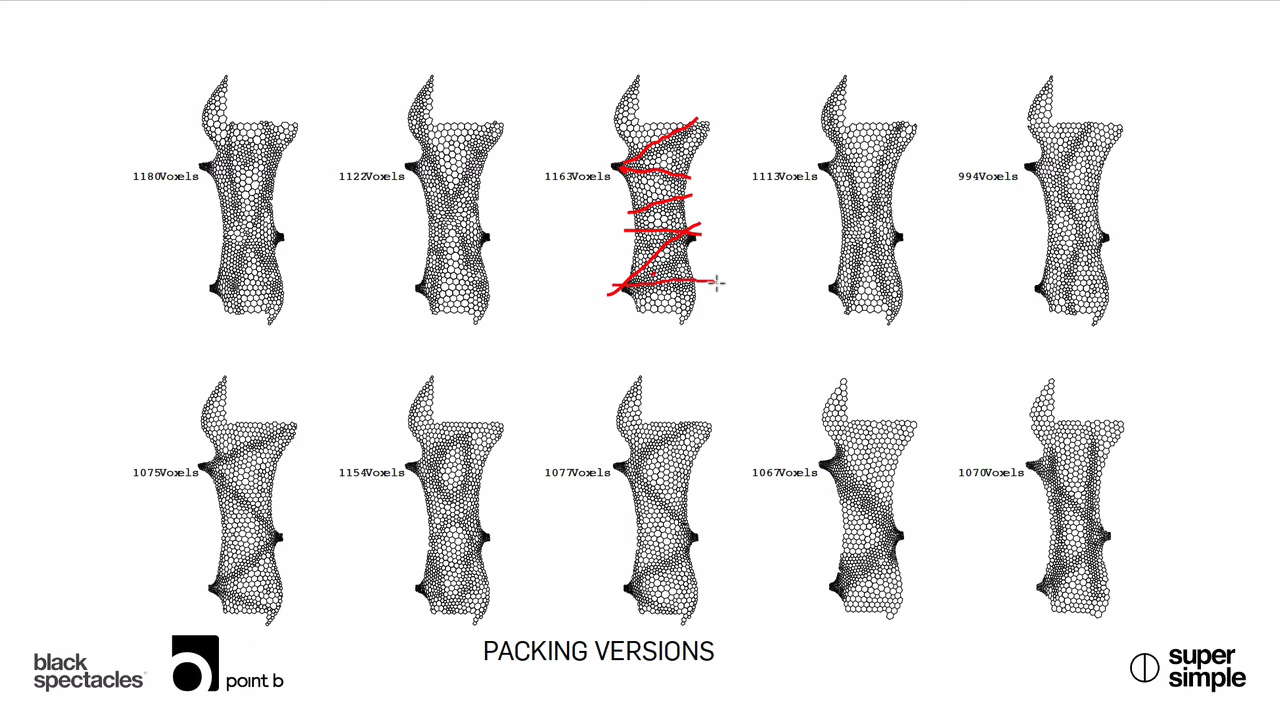 1180Voxels
1122Voxels
1163Voxels
1113Voxels
994Voxels
1075Voxels
1154Voxels
1077Voxels
1067Voxels
1070Voxels
PACKING VERSIONS
black
spectacles
point b
super
simple